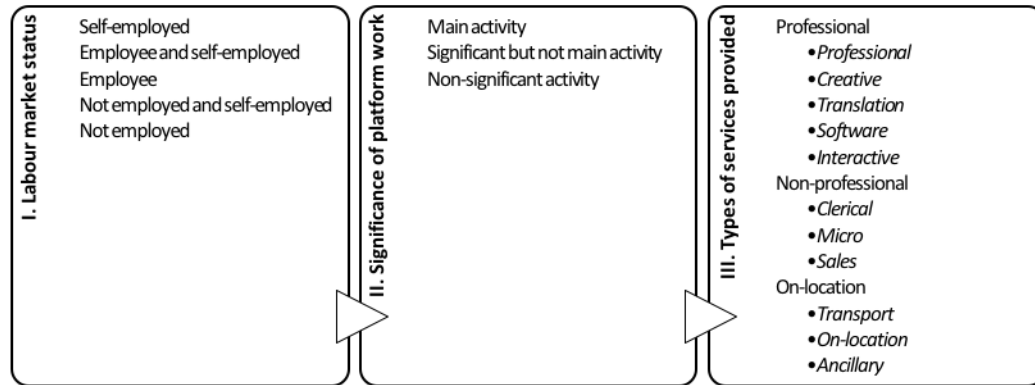 I. Labour market status
Self-employed
Employee and self-employed
Employee
Not employed and self-employed
Not employed
II. Significance of platform work
Main activity
Significant but not main activity
Non-significant activity
III. Types of services provided
Professional
•Professional
•Creative
•Translation
•Software
•Interactive
Non-professional
•Clerical
•Micro
•Sales
On-location
•Transport
•On-location
•Ancillary